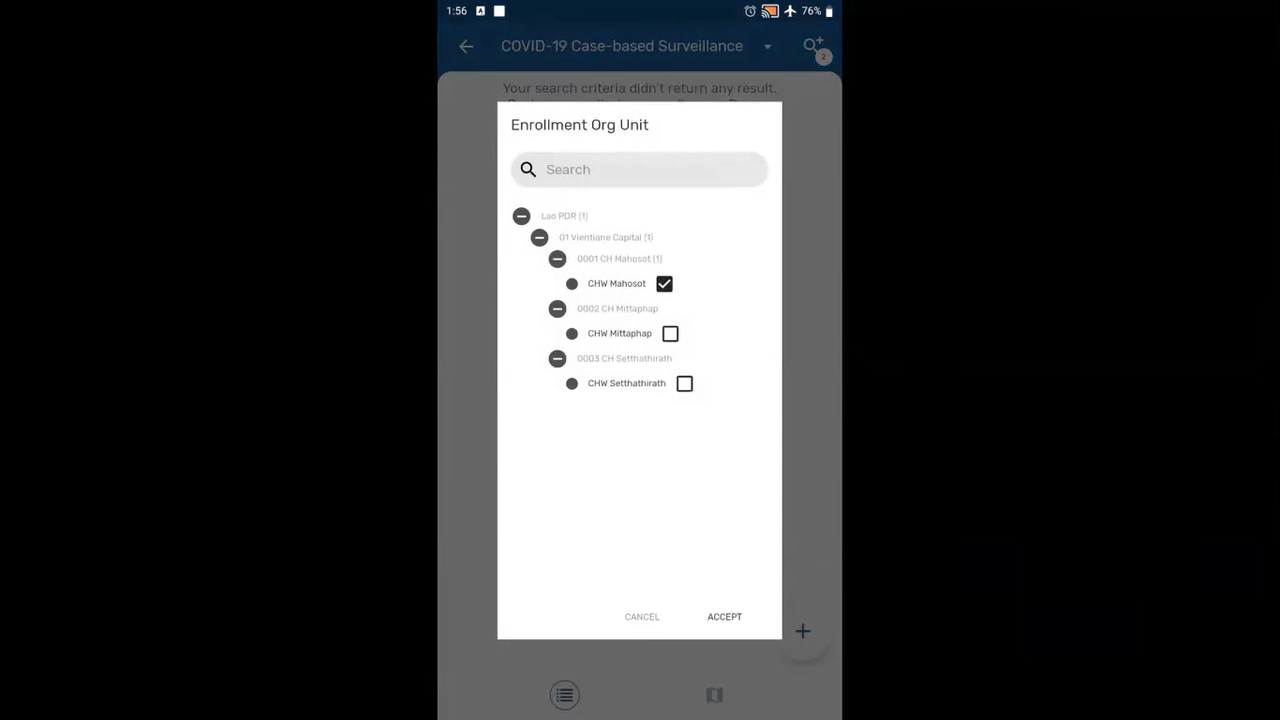 1:56 A 76%
COVID-19 Case-based Surveillance
2
Your search criteria didn't return any result.
Enrollment Org Unit
Search
Lao PDR (1)
01 Vientiane Capital (1)
0001 CH Mahosot (1)
CHW Mahosot
0002 CH Mittaphap
CHW Mittaphap
0003 CH Setthathirath
CHW Setthathirath
CANCEL ACCEPT